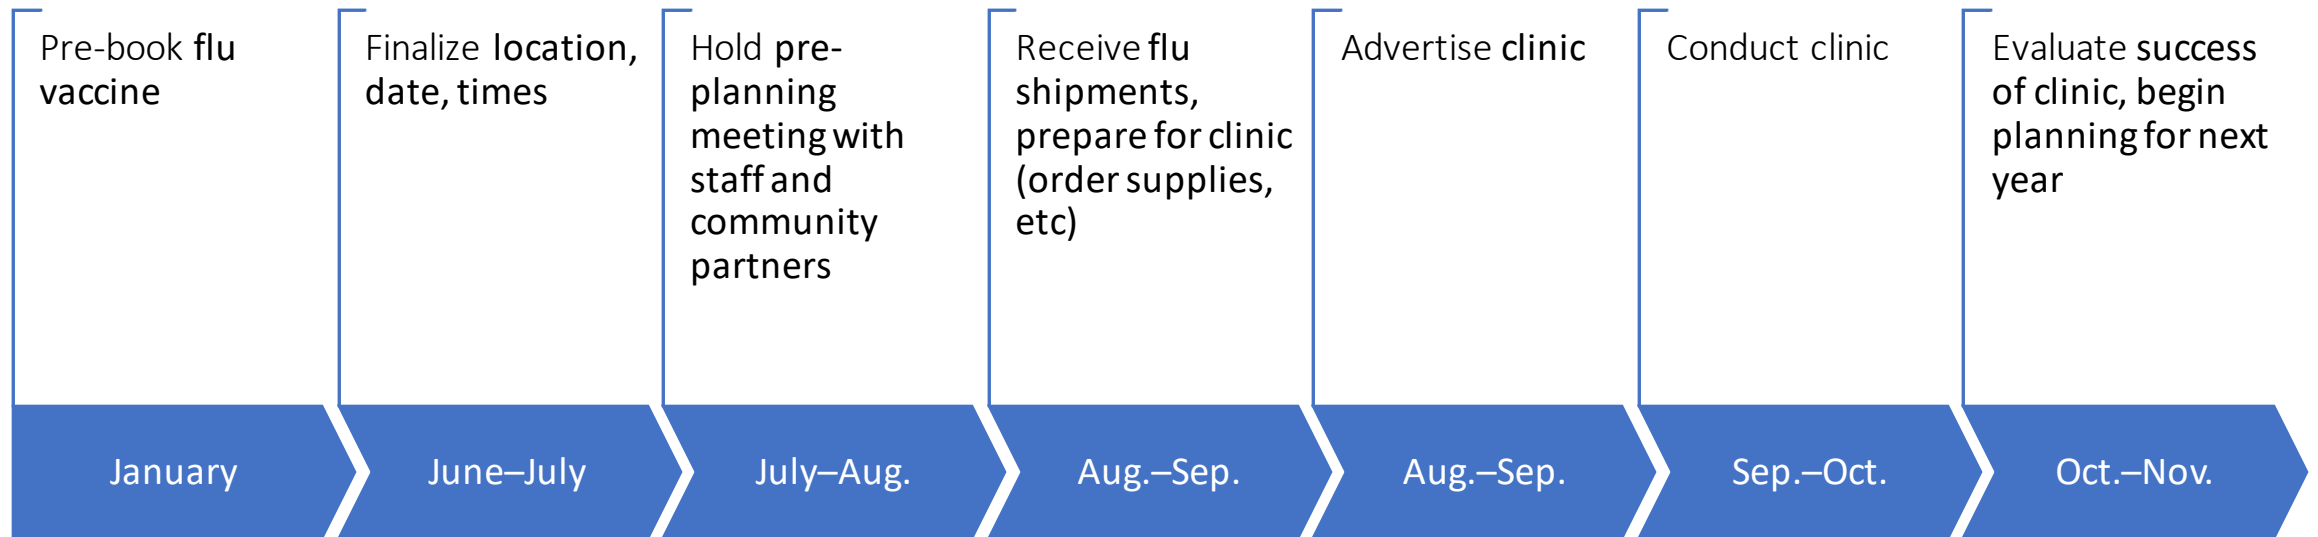 Pre-book flu
vaccine
Finalize location,
date, times
Hold pre-
planning
meeting with
staff and
community
partners
Receive flu
shipments,
prepare for clinic
(order supplies,
etc)
Advertise clinic
Conduct clinic
Evaluate success
of clinic, begin
planning for next
year
January
June–July
July–Aug.
Aug.–Sep.
Aug.–Sep.
Sep.–Oct.
Oct.–Nov.